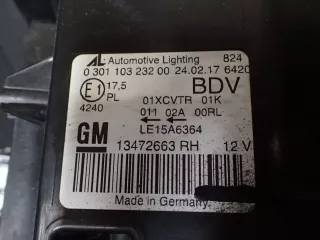 AL Automotive Lighting 824
0 301 103 232 00 24.02.17 6420
E1 17,5 BDV
PL 01XCVTR 01K
4240 011 02A 00RL
GM LE15A6364
13472663 RH 12 V
Made in Germany